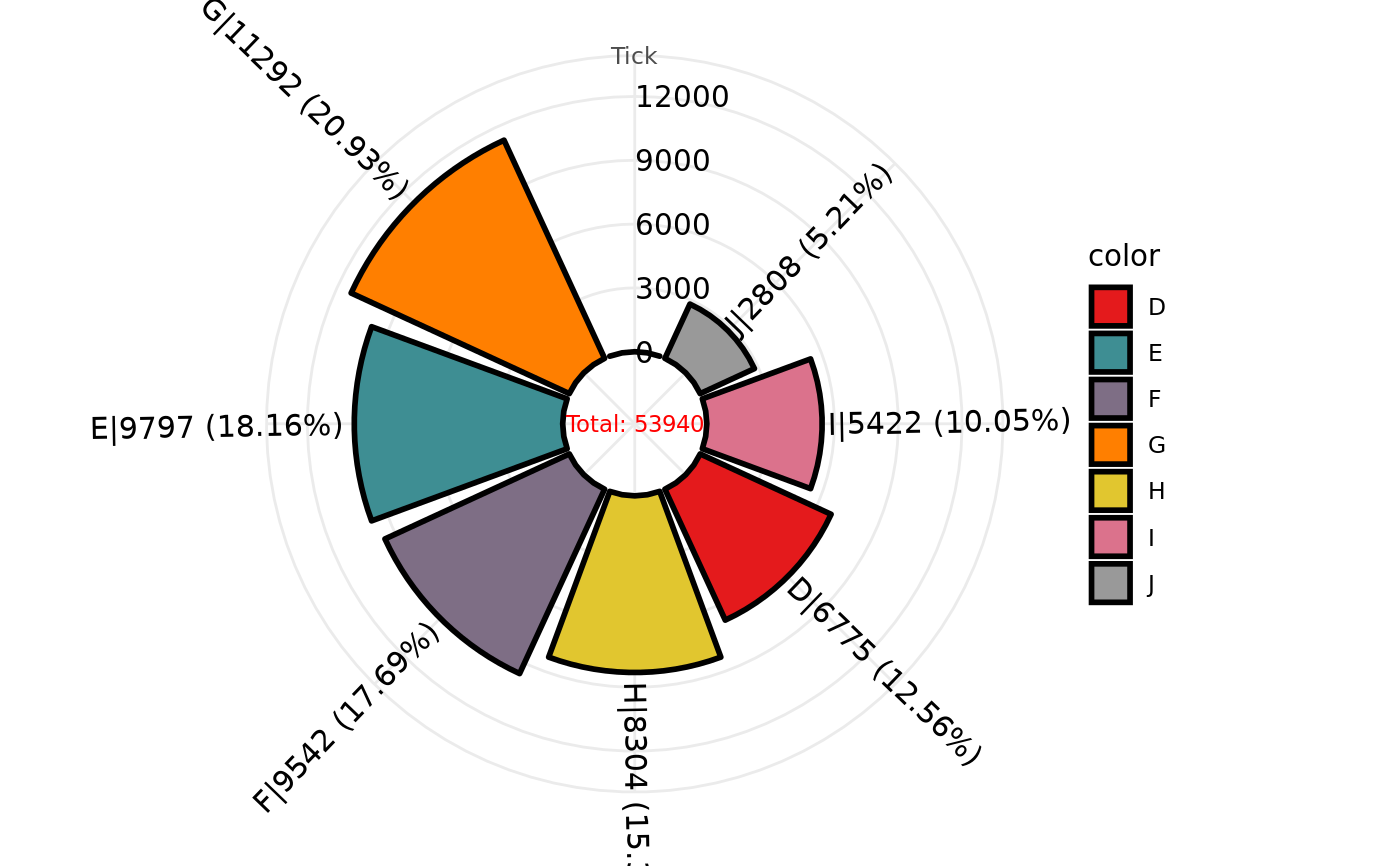 G|11292 (20.93%)
Tick
12000
9000
6000
3000
0
J|2808 (5.21%)
E|9797 (18.16%)
Total: 53940
I|5422 (10.05%)
F|9542 (17.69%)
H|8304 (15.
D|6775 (12.56%)
color
D
E
F
G
H
I
J